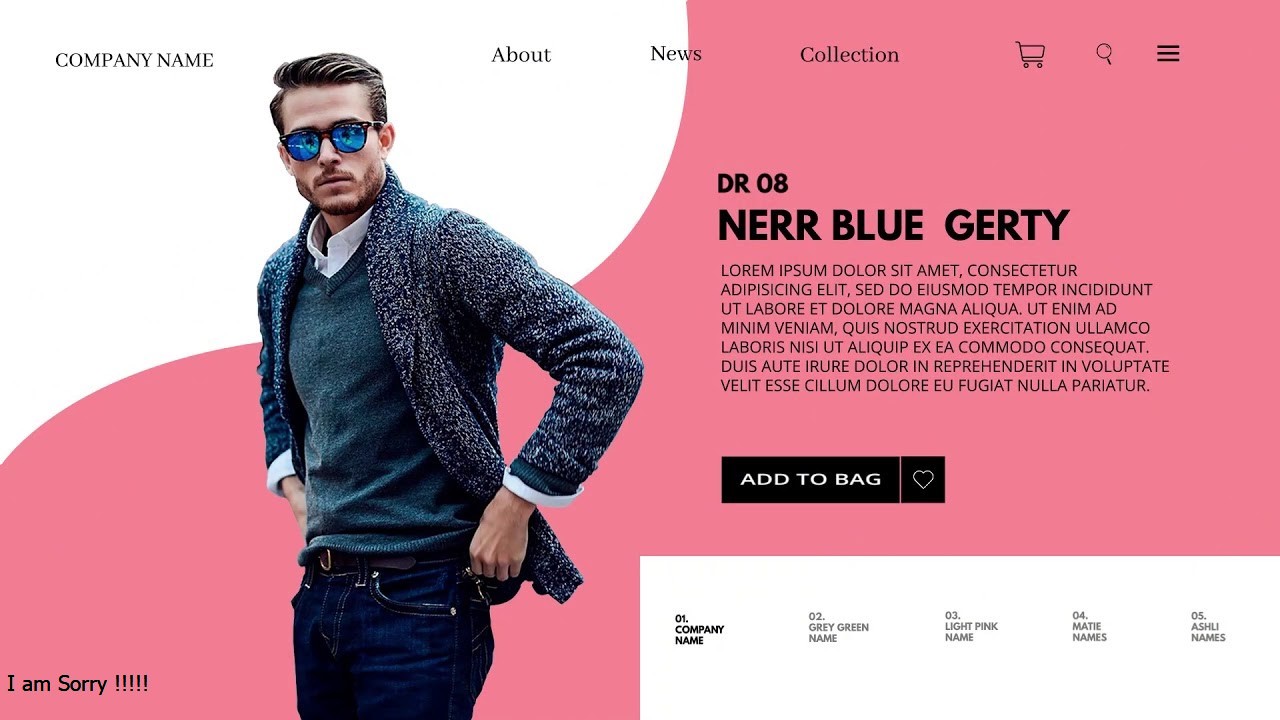 COMPANY NAME
About
News
Collection
DR 08
NERR BLUE  GERTY
LOREM IPSUM DOLOR SIT AMET, CONSECTETUR
ADIPISICING ELIT, SED DO EIUSMOD TEMPOR INCIDIDUNT
UT LABORE ET DOLORE MAGNA ALIQUA. UT ENIM AD
MINIM VENIAM, QUIS NOSTRUD EXERCITATION ULLAMCO
LABORIS NISI UT ALIQUIP EX EA COMMODO CONSEQUAT.
DUIS AUTE IRURE DOLOR IN REPREHENDERIT IN VOLUPTATE
VELIT ESSE CILLUM DOLORE EU FUGIAT NULLA PARIATUR.
ADD TO BAG
01.
COMPANY
NAME
02.
GREY GREEN
NAME
03.
LIGHT PINK
NAME
04.
MATIE
NAMES
05.
ASHLI
NAMES
I am Sorry !!!!!